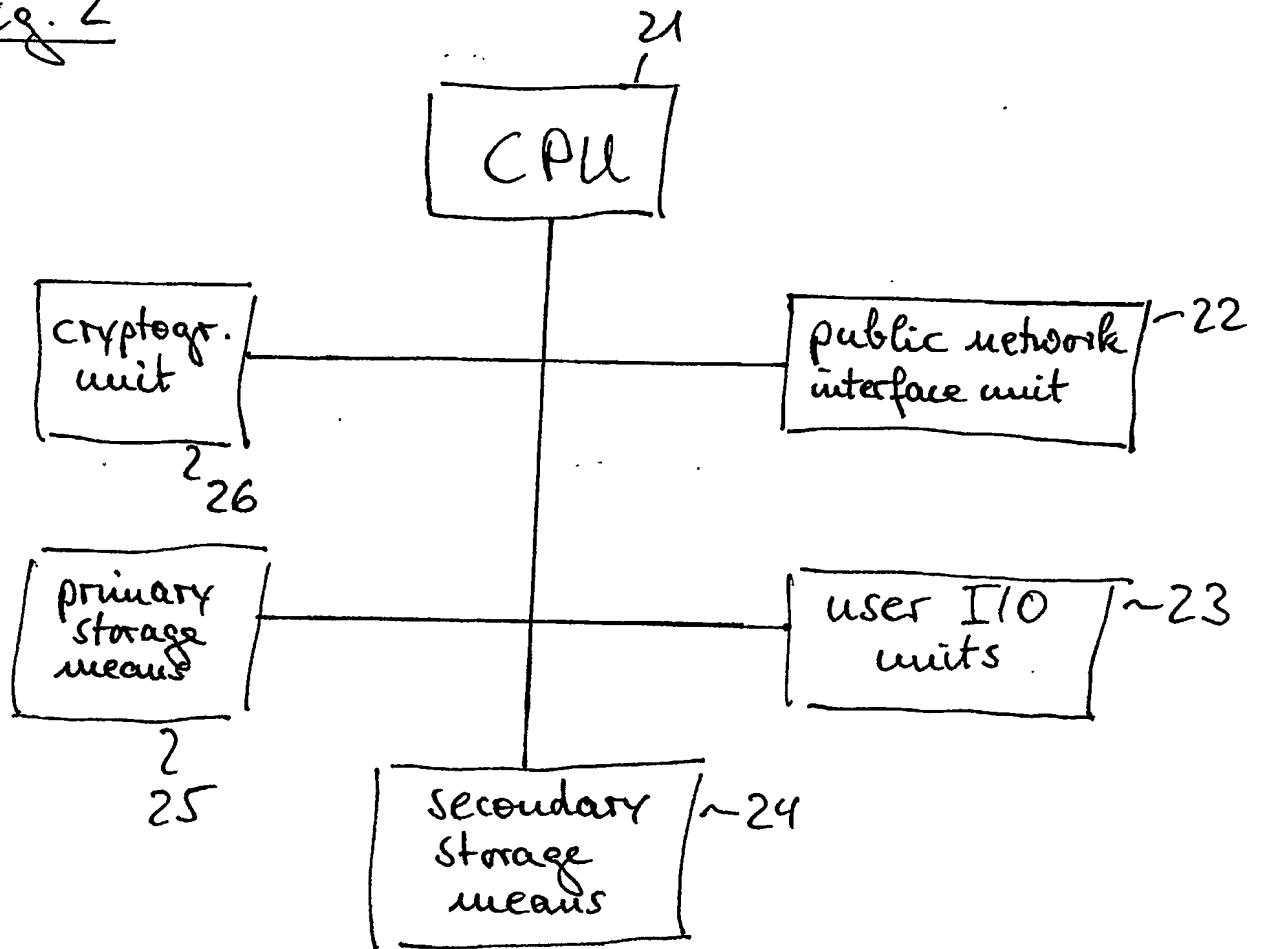 Fig. 2
21
CPU
cryptogr.
unit
26
public network
interface unit
~22
primary
storage
means
25
user I/O
units
~23
secondary
storage
means
~24